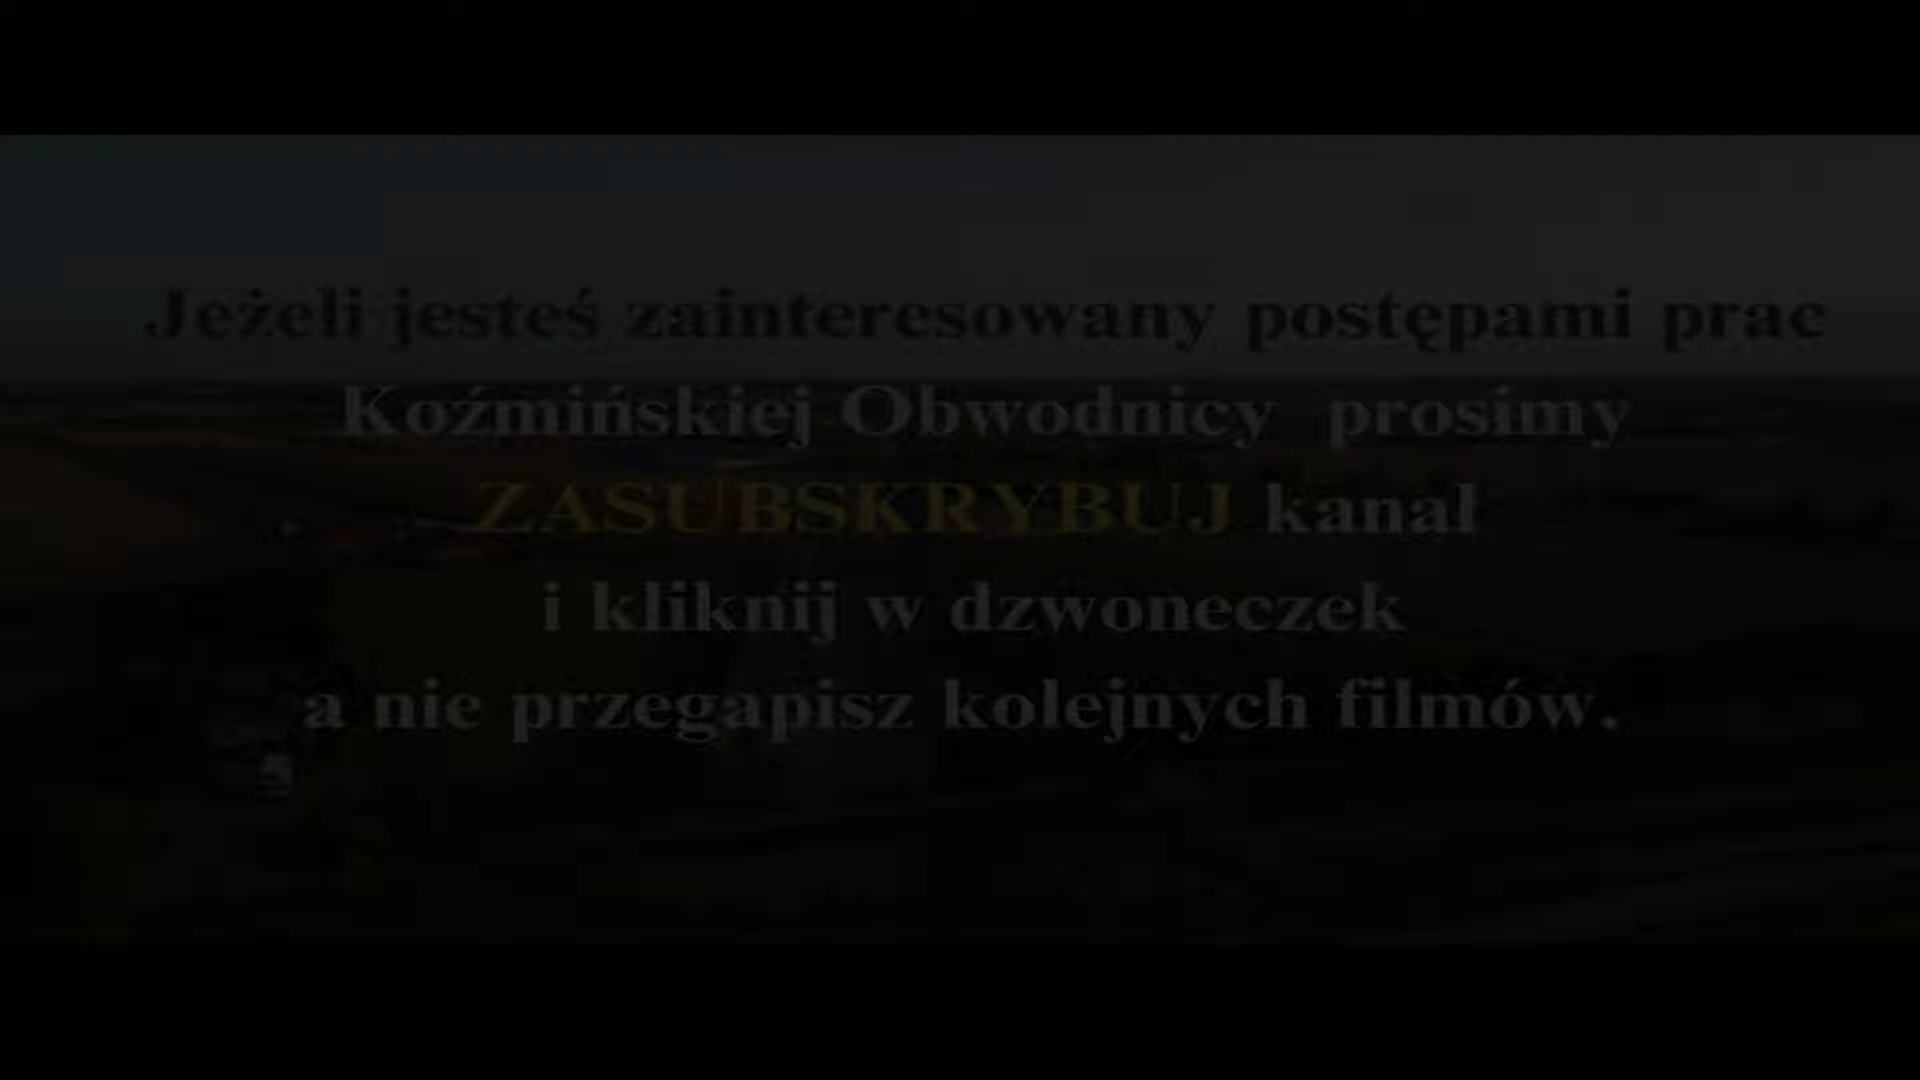 Jeżeli jesteś zainteresowany postępami prac
Koźmińskiej Obwodnicy prosimy
ZASUBSKRYBUJ kanał
i kliknij w dzwoneczek
a nie przegapisz kolejnych filmów.